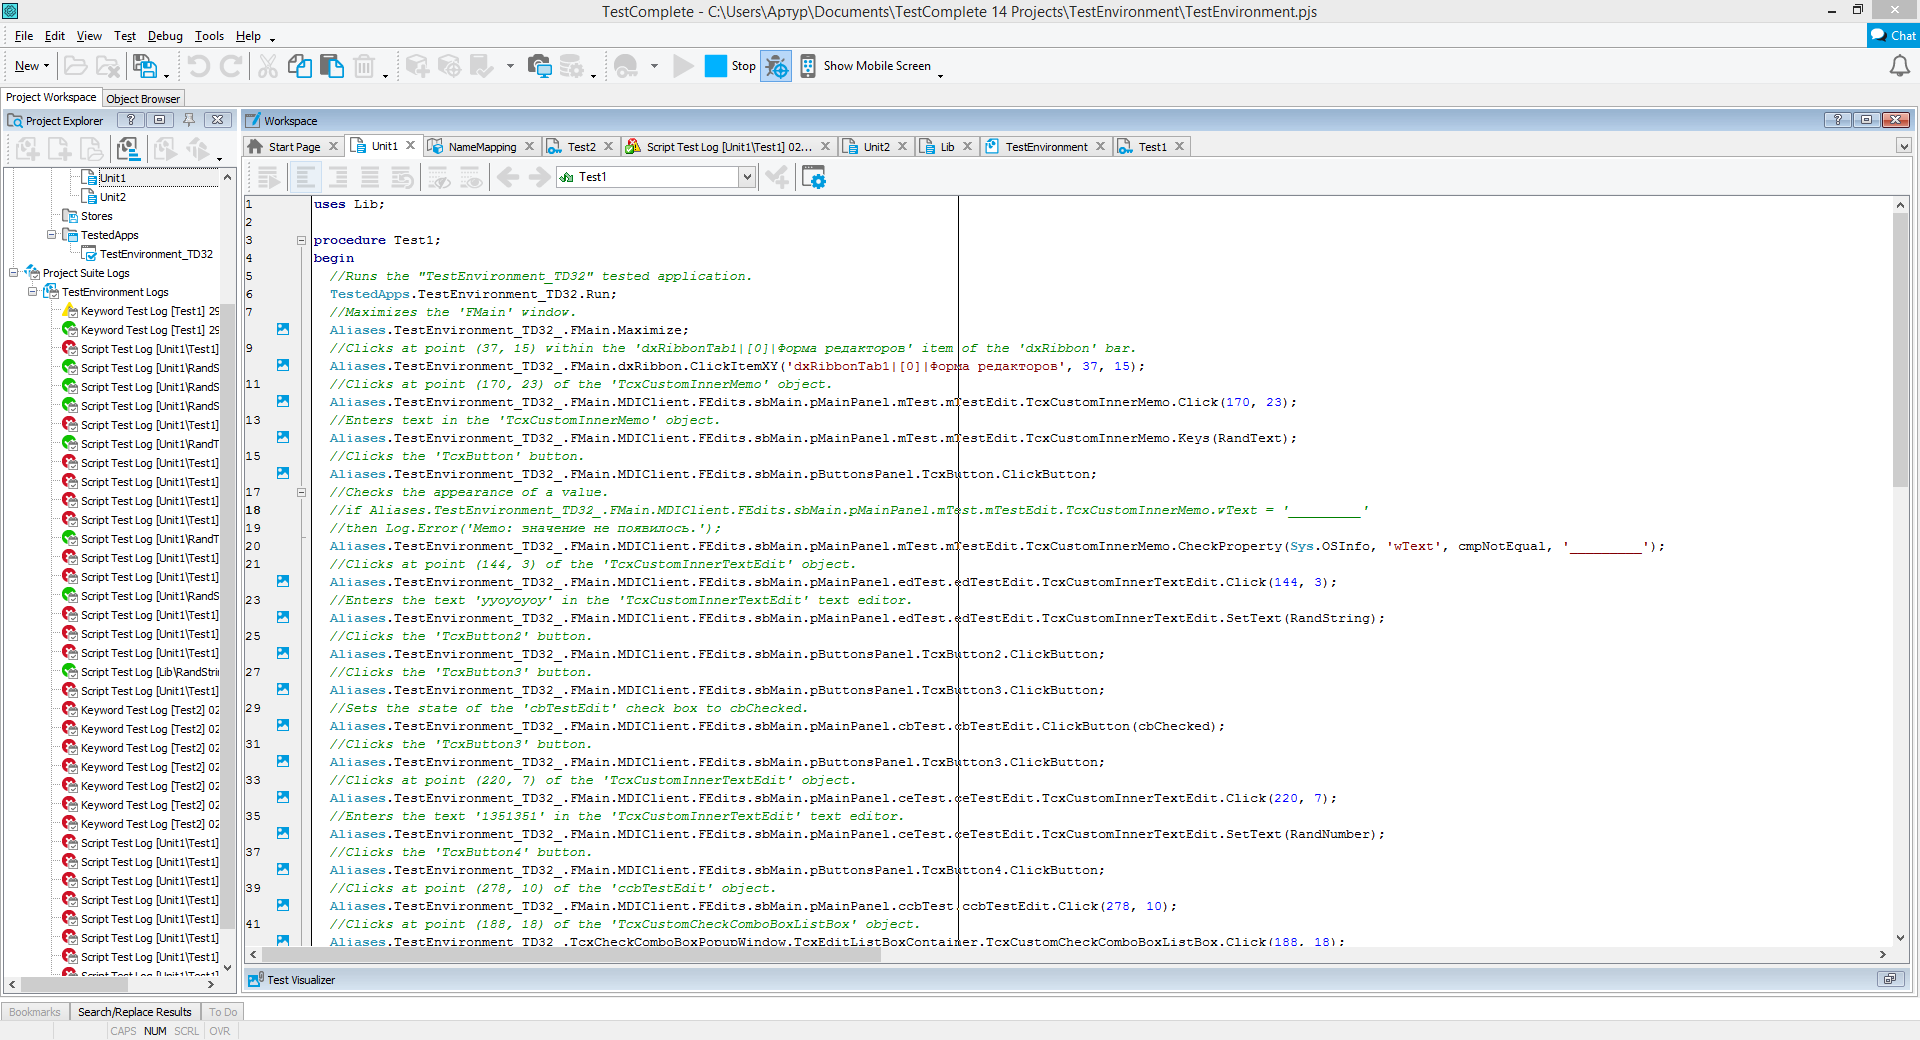 TestComplete - C:\Users\Артур\Documents\TestComplete 14 Projects\TestEnvironment\TestEnvironment.pjs
File Edit View Test Debug Tools Help
Chat
New Stop Show Mobile Screen
Project Workspace Object Browser
Project Explorer
Workspace
Start Page Unit1 NameMapping Test2 Script Test Log [Unit1\Test1] 02... Unit2 Lib TestEnvironment Test1
Test1
Unit1
Unit2
Stores
TestedApps
TestEnvironment_TD32
Project Suite Logs
TestEnvironment Logs
Keyword Test Log [Test1] 29
Keyword Test Log [Test1] 29
Script Test Log [Unit1\Test1]
Script Test Log [Unit1\RandS
Script Test Log [Unit1\RandS
Script Test Log [Unit1\RandS
Script Test Log [Unit1\Test1]
Script Test Log [Unit1\RandT
Script Test Log [Unit1\Test1]
Script Test Log [Unit1\Test1]
Script Test Log [Unit1\Test1]
Script Test Log [Unit1\Test1]
Script Test Log [Unit1\RandT
Script Test Log [Unit1\Test1]
Script Test Log [Unit1\Test1]
Script Test Log [Unit1\RandS
Script Test Log [Unit1\Test1]
Script Test Log [Unit1\Test1]
Script Test Log [Unit1\Test1]
Script Test Log [Lib\RandStri
Script Test Log [Unit1\Test1]
Keyword Test Log [Test2] 02
Keyword Test Log [Test2] 02
Keyword Test Log [Test2] 02
Keyword Test Log [Test2] 02
Keyword Test Log [Test2] 02
Keyword Test Log [Test2] 02
Keyword Test Log [Test2] 02
Script Test Log [Unit1\Test1]
Script Test Log [Unit1\Test1]
Script Test Log [Unit1\Test1]
Script Test Log [Unit1\Test1]
Script Test Log [Unit1\Test1]
Script Test Log [Unit1\Test1]
Script Test Log [Unit1\Test1]
Script Test Log [Unit1\Test1]
1 uses Lib;
2
3 procedure Test1;
4 begin
5 //Runs the "TestEnvironment_TD32" tested application.
6 TestedApps.TestEnvironment_TD32.Run;
7 //Maximizes the 'FMain' window.
Aliases.TestEnvironment_TD32_.FMain.Maximize;
9 //Clicks at point (37, 15) within the 'dxRibbonTab1|[0]|Форма редакторов' item of the 'dxRibbon' bar.
Aliases.TestEnvironment_TD32_.FMain.dxRibbon.ClickItemXY('dxRibbonTab1|[0]|Форма редакторов', 37, 15);
11 //Clicks at point (170, 23) of the 'TcxCustomInnerMemo' object.
Aliases.TestEnvironment_TD32_.FMain.MDIClient.FEdits.sbMain.pMainPanel.mTest.mTestEdit.TcxCustomInnerMemo.Click(170, 23);
13 //Enters text in the 'TcxCustomInnerMemo' object.
Aliases.TestEnvironment_TD32_.FMain.MDIClient.FEdits.sbMain.pMainPanel.mTest.mTestEdit.TcxCustomInnerMemo.Keys(RandText);
15 //Clicks the 'TcxButton' button.
Aliases.TestEnvironment_TD32_.FMain.MDIClient.FEdits.sbMain.pButtonsPanel.TcxButton.ClickButton;
17 //Checks the appearance of a value.
18 //if Aliases.TestEnvironment_TD32_.FMain.MDIClient.FEdits.sbMain.pMainPanel.mTest.mTestEdit.TcxCustomInnerMemo.wText = '_________'
19 //then Log.Error('Memo: значение не появилось.');
20 Aliases.TestEnvironment_TD32_.FMain.MDIClient.FEdits.sbMain.pMainPanel.mTest.mTestEdit.TcxCustomInnerMemo.CheckProperty(Sys.OSInfo, 'wText', cmpNotEqual, '_________');
21 //Clicks at point (144, 3) of the 'TcxCustomInnerTextEdit' object.
Aliases.TestEnvironment_TD32_.FMain.MDIClient.FEdits.sbMain.pMainPanel.edTest.edTestEdit.TcxCustomInnerTextEdit.Click(144, 3);
23 //Enters the text 'yyoyoyoy' in the 'TcxCustomInnerTextEdit' text editor.
Aliases.TestEnvironment_TD32_.FMain.MDIClient.FEdits.sbMain.pMainPanel.edTest.edTestEdit.TcxCustomInnerTextEdit.SetText(RandString);
25 //Clicks the 'TcxButton2' button.
Aliases.TestEnvironment_TD32_.FMain.MDIClient.FEdits.sbMain.pButtonsPanel.TcxButton2.ClickButton;
27 //Clicks the 'TcxButton3' button.
Aliases.TestEnvironment_TD32_.FMain.MDIClient.FEdits.sbMain.pButtonsPanel.TcxButton3.ClickButton;
29 //Sets the state of the 'cbTestEdit' check box to cbChecked.
Aliases.TestEnvironment_TD32_.FMain.MDIClient.FEdits.sbMain.pMainPanel.cbTest.cbTestEdit.ClickButton(cbChecked);
31 //Clicks the 'TcxButton3' button.
Aliases.TestEnvironment_TD32_.FMain.MDIClient.FEdits.sbMain.pButtonsPanel.TcxButton3.ClickButton;
33 //Clicks at point (220, 7) of the 'TcxCustomInnerTextEdit' object.
Aliases.TestEnvironment_TD32_.FMain.MDIClient.FEdits.sbMain.pMainPanel.ceTest.ceTestEdit.TcxCustomInnerTextEdit.Click(220, 7);
35 //Enters the text '1351351' in the 'TcxCustomInnerTextEdit' text editor.
Aliases.TestEnvironment_TD32_.FMain.MDIClient.FEdits.sbMain.pMainPanel.ceTest.ceTestEdit.TcxCustomInnerTextEdit.SetText(RandNumber);
37 //Clicks the 'TcxButton4' button.
Aliases.TestEnvironment_TD32_.FMain.MDIClient.FEdits.sbMain.pButtonsPanel.TcxButton4.ClickButton;
39 //Clicks at point (278, 10) of the 'ccbTestEdit' object.
Aliases.TestEnvironment_TD32_.FMain.MDIClient.FEdits.sbMain.pMainPanel.ccbTest.ccbTestEdit.Click(278, 10);
41 //Clicks at point (188, 18) of the 'TcxCustomCheckComboBoxListBox' object.
Aliases.TestEnvironment_TD32_.TcxCheckComboBoxPopupWindow.TcxEditListBoxContainer.TcxCustomCheckComboBoxListBox.Click(188, 18);
Test Visualizer
Bookmarks Search/Replace Results To Do
CAPS NUM SCRL OVR